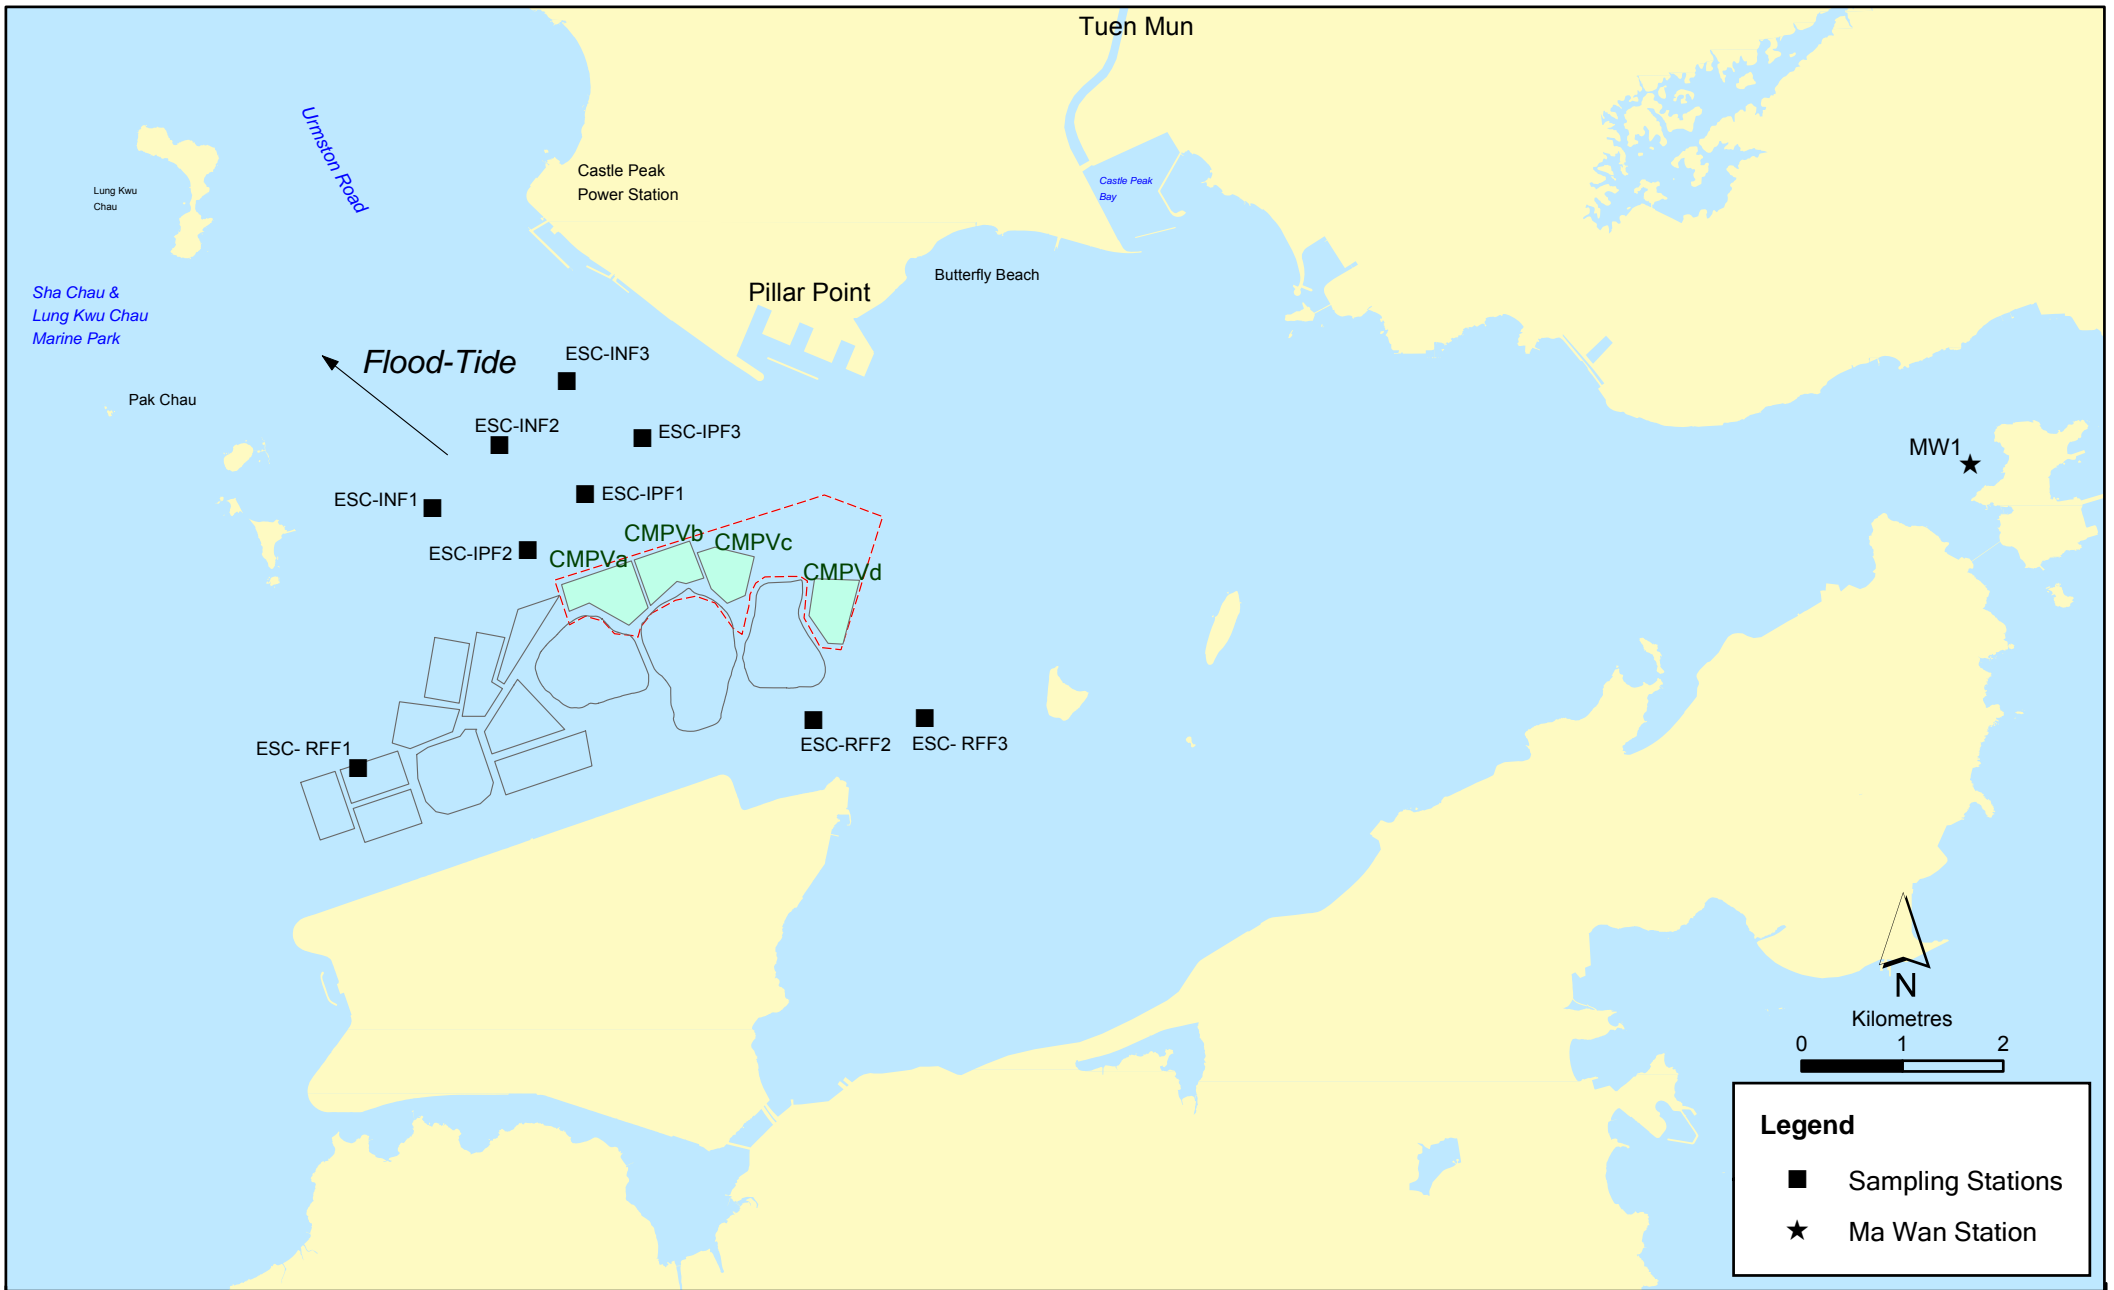 Tuen Mun
Urmston Road
Castle Peak
Power Station
Castle Peak
Bay
Lung Kwu
Chau
Butterfly Beach
Pillar Point
Sha Chau &
Lung Kwu Chau
Marine Park
Flood-Tide
ESC-INF3
Pak Chau
ESC-INF2
ESC-IPF3
MW1
ESC-INF1
ESC-IPF1
CMPVb
CMPVc
ESC-IPF2
CMPVa
CMPVd
ESC- RFF1
ESC-RFF2
ESC- RFF3
N
Kilometres
0 1 2
Legend
Sampling Stations
Ma Wan Station